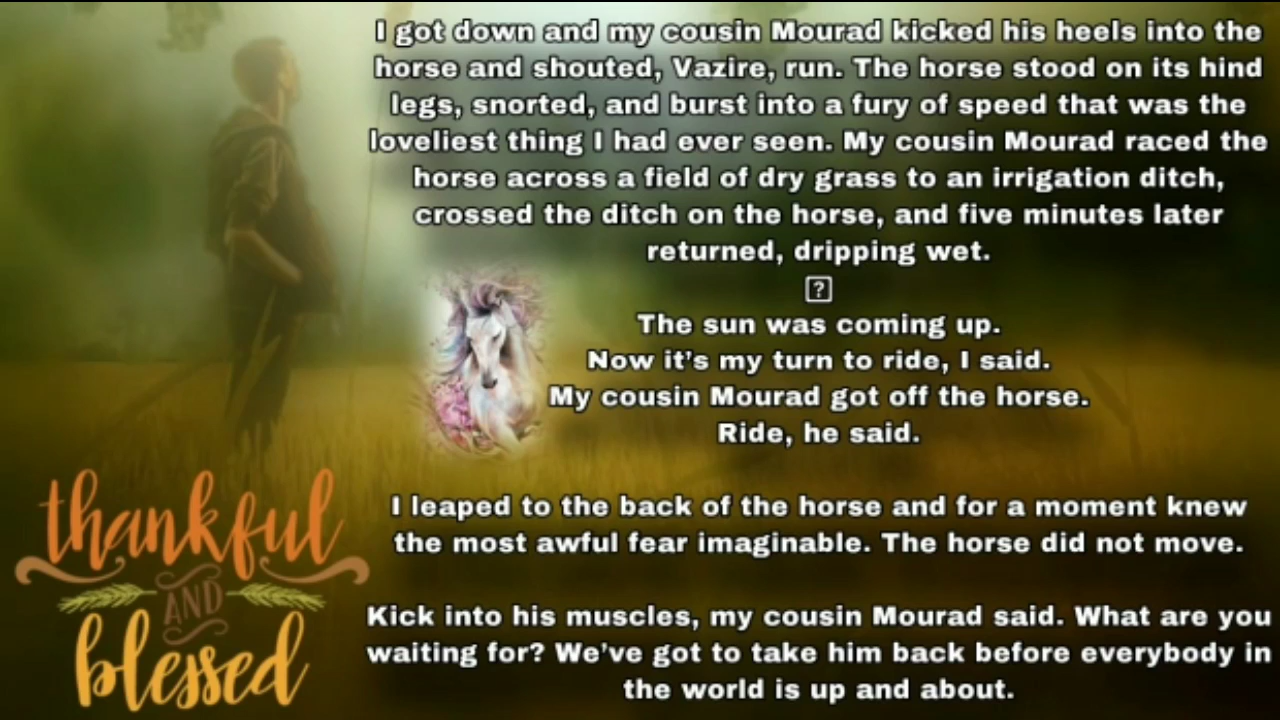 I got down and my cousin Mourad kicked his heels into the
horse and shouted, Vazire, run. The horse stood on its hind
legs, snorted, and burst into a fury of speed that was the
loveliest thing I had ever seen. My cousin Mourad raced the
horse across a field of dry grass to an irrigation ditch,
crossed the ditch on the horse, and five minutes later
returned, dripping wet.
?
The sun was coming up.
Now it's my turn to ride, I said.
My cousin Mourad got off the horse.
Ride, he said.
I leaped to the back of the horse and for a moment knew
the most awful fear imaginable. The horse did not move.
Kick into his muscles, my cousin Mourad said. What are you
waiting for? We've got to take him back before everybody in
the world is up and about.
thankful
AND
blessed